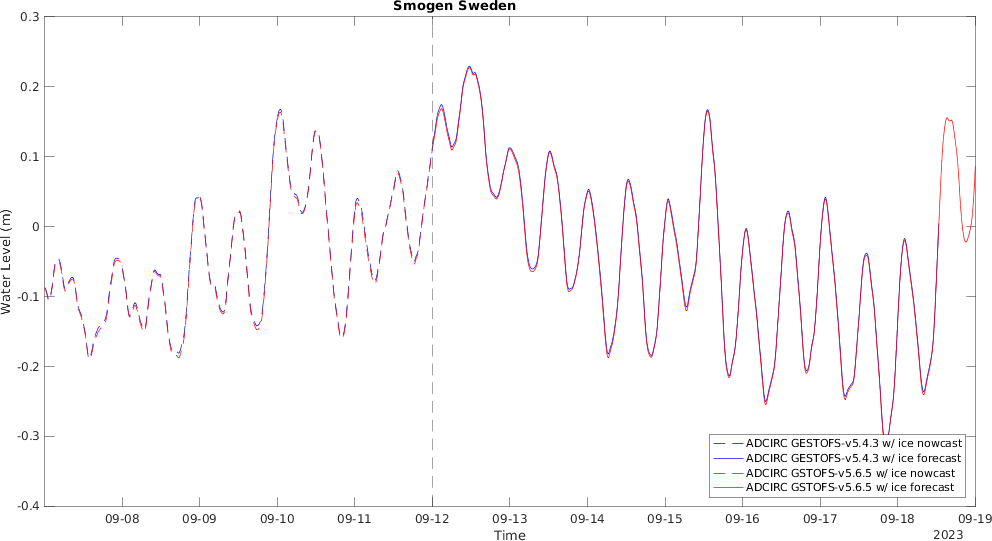 Smogen Sweden
0.3
0.2
0.1
0
-0.1
-0.2
-0.3
-0.4
Water Level (m)
ADCIRC GESTOFS-v5.4.3 w/ ice nowcast
ADCIRC GESTOFS-v5.4.3 w/ ice forecast
ADCIRC GSTOFS-v5.6.5 w/ ice nowcast
ADCIRC GSTOFS-v5.6.5 w/ ice forecast
09-08 09-09 09-10 09-11 09-12 09-13 09-14 09-15 09-16 09-17 09-18 09-19
Time
2023